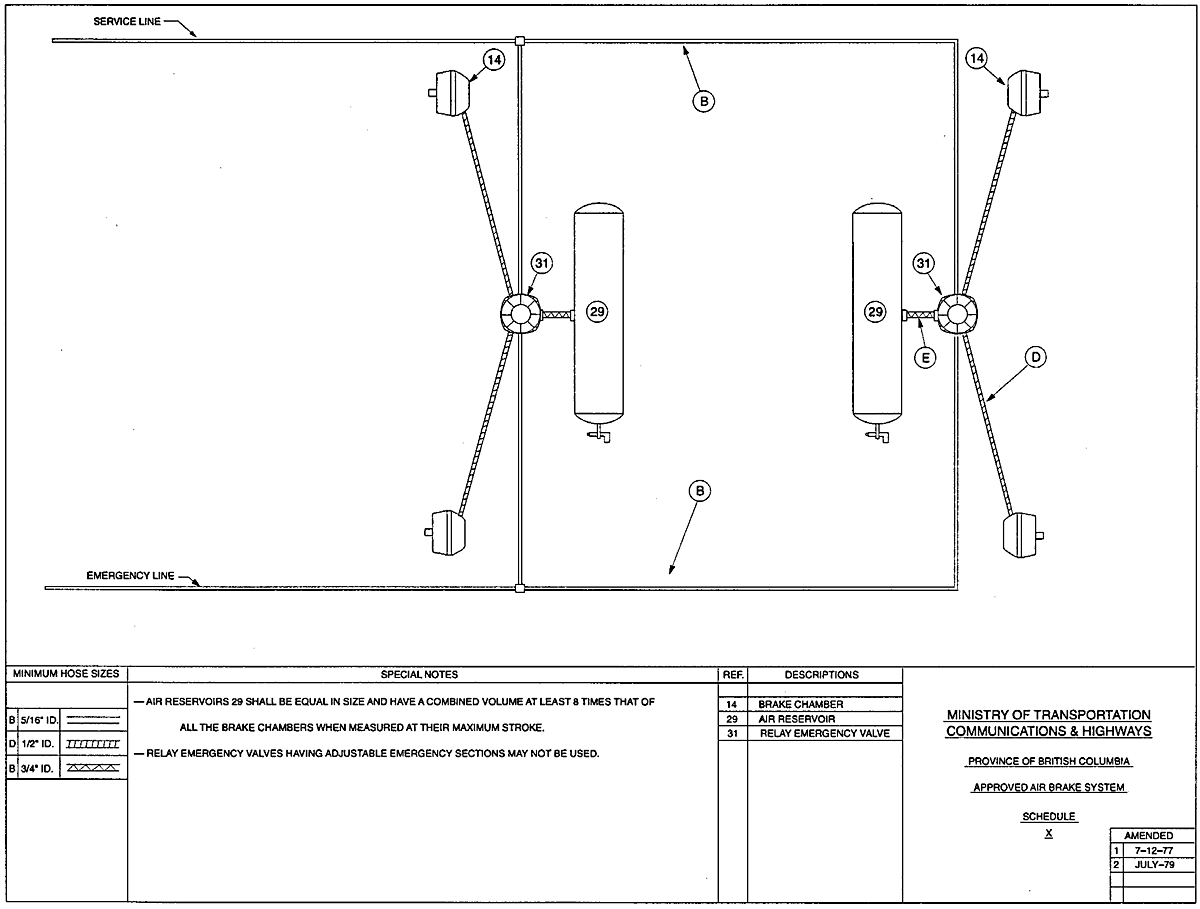 SERVICE LINE
14
14
B
31
31
29
29
E
D
B
EMERGENCY LINE
MINIMUM HOSE SIZES
B 5/16" ID.
D 1/2" ID.
B 3/4" ID.
SPECIAL NOTES
— AIR RESERVOIRS 29 SHALL BE EQUAL IN SIZE AND HAVE A COMBINED VOLUME AT LEAST 8 TIMES THAT OF
ALL THE BRAKE CHAMBERS WHEN MEASURED AT THEIR MAXIMUM STROKE.
— RELAY EMERGENCY VALVES HAVING ADJUSTABLE EMERGENCY SECTIONS MAY NOT BE USED.
REF. DESCRIPTIONS
14 BRAKE CHAMBER
29 AIR RESERVOIR
31 RELAY EMERGENCY VALVE
MINISTRY OF TRANSPORTATION
COMMUNICATIONS & HIGHWAYS
PROVINCE OF BRITISH COLUMBIA
APPROVED AIR BRAKE SYSTEM
SCHEDULE
X
AMENDED
1 7-12-77
2 JULY-79